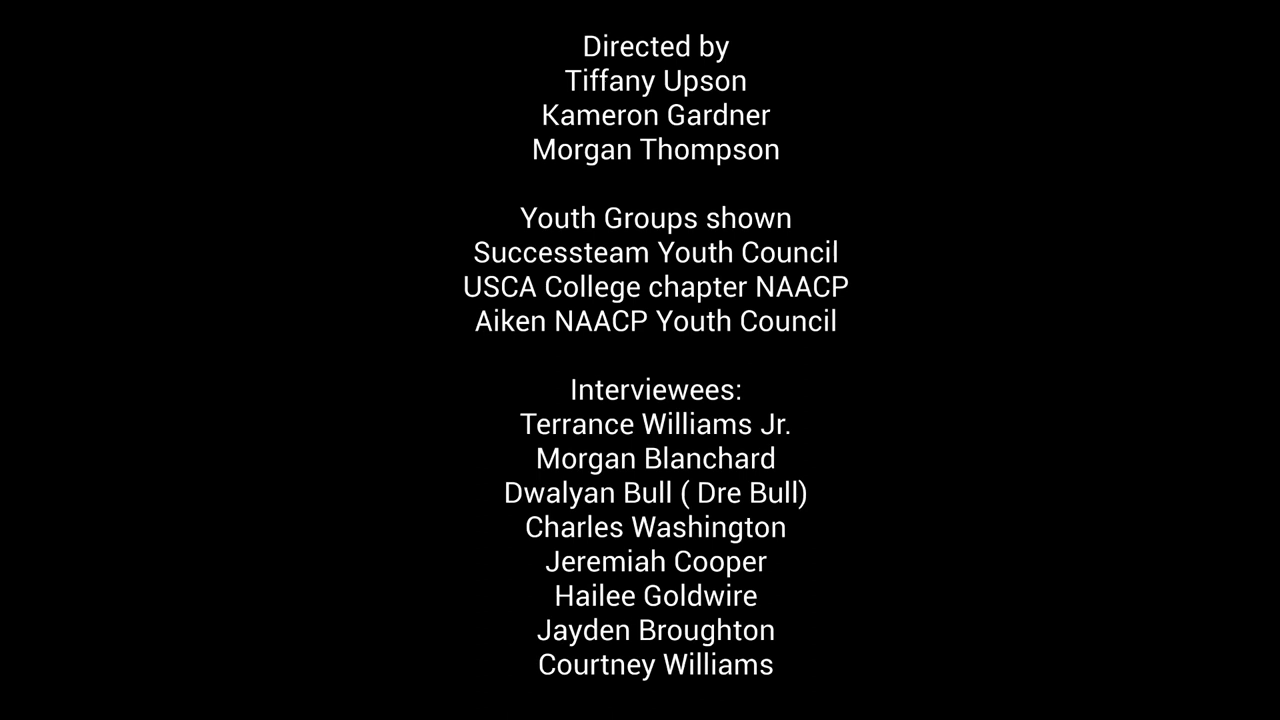 Directed by
Tiffany Upson
Kameron Gardner
Morgan Thompson
Youth Groups shown
Successteam Youth Council
USCA College chapter NAACP
Aiken NAACP Youth Council
Interviewees:
Terrance Williams Jr.
Morgan Blanchard
Dwalyan Bull ( Dre Bull)
Charles Washington
Jeremiah Cooper
Hailee Goldwire
Jayden Broughton
Courtney Williams